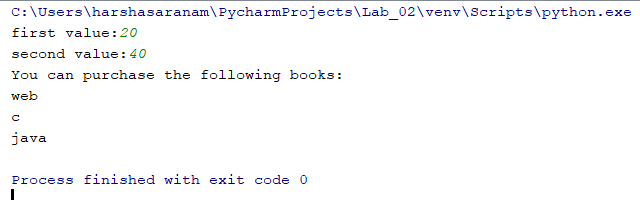 C:\Users\harshasaranam\PycharmProjects\Lab_02\venv\Scripts\python.exe
first value:20
second value:40
You can purchase the following books:
web
c
java
Process finished with exit code 0